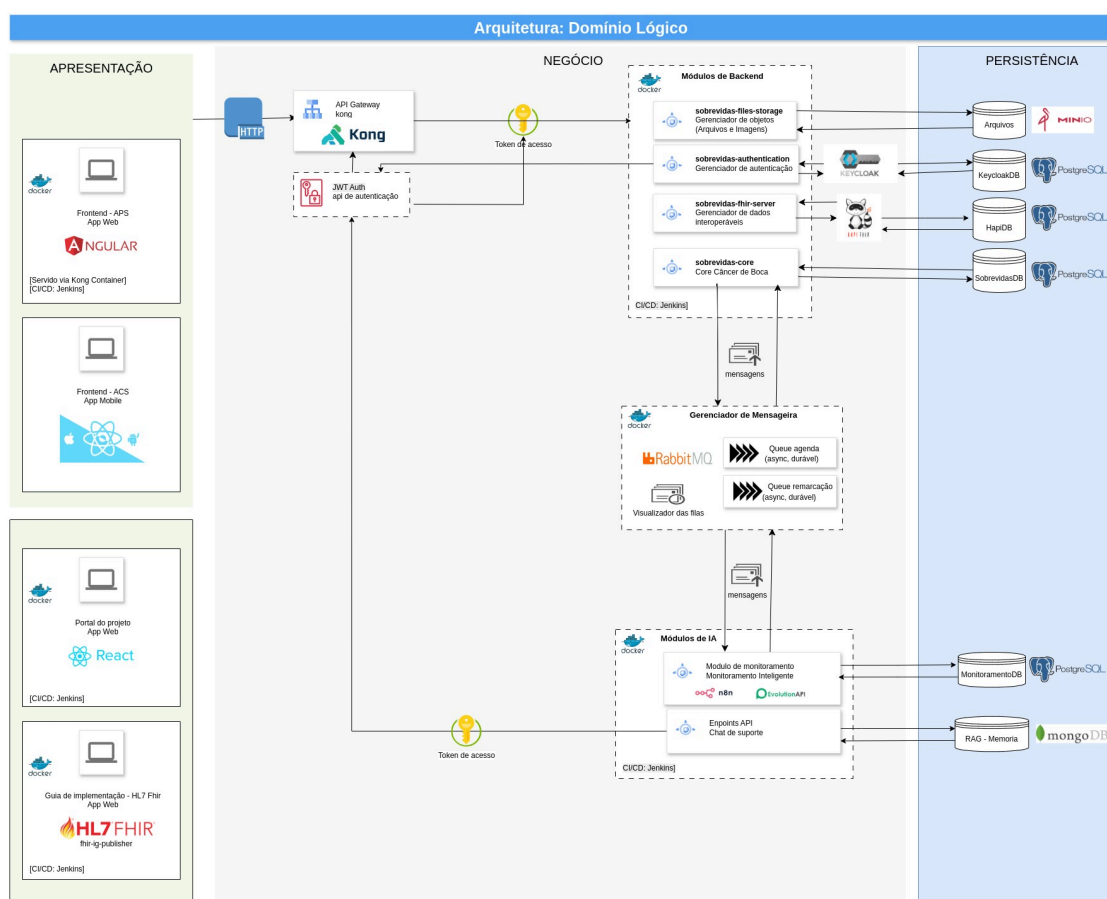 Arquitetura: Domínio Lógico
APRESENTAÇÃO
docker
Frontend - APS
App Web
ANGULAR
[Servido via Kong Container]
[CI/CD: Jenkins]
Frontend - ACS
App Mobile
docker
Portal do projeto
App Web
React
[CI/CD: Jenkins]
docker
Guia de implementação - HL7 Fhir
App Web
HL7 FHIR
fhir-ig-publisher
[CI/CD: Jenkins]
NEGÓCIO
HTTP
API Gateway
kong
Kong
JWT Auth
api de autenticação
Token de acesso
docker
Módulos de Backend
sobrevidas-files-storage
Gerenciador de objetos
(Arquivos e Imagens)
sobrevidas-authentication
Gerenciador de autenticação
sobrevidas-fhir-server
Gerenciador de dados
interoperáveis
sobrevidas-core
Core Câncer de Boca
CI/CD: Jenkins]
KEYCLOAK
HAPI FHIR
mensagens
docker
Gerenciador de Mensageira
RabbitMQ
Visualizador das filas
Queue agenda
(async, durável)
Queue remarcação
(async, durável)
mensagens
docker
Módulos de IA
Modulo de monitoramento
Monitoramento Inteligente
n8n
EvolutionAPI
Enpoints API
Chat de suporte
CI/CD: Jenkins]
Token de acesso
PERSISTÊNCIA
Arquivos
MINIO
KeycloakDB
PostgreSQL
HapiDB
PostgreSQL
SobrevidasDB
PostgreSQL
MonitoramentoDB
PostgreSQL
RAG - Memoria
mongoDB